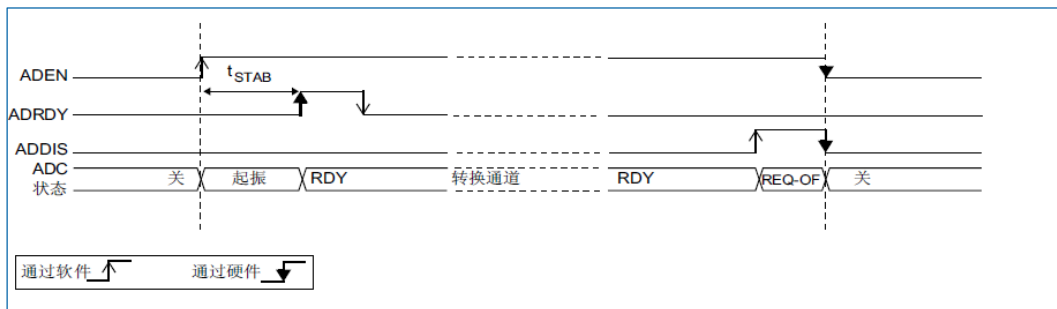 ADEN
tSTAB
ADRDY
ADDIS
ADC
状态
关 起振 RDY 转换通道 RDY REQ-OF 关
通过软件 通过硬件